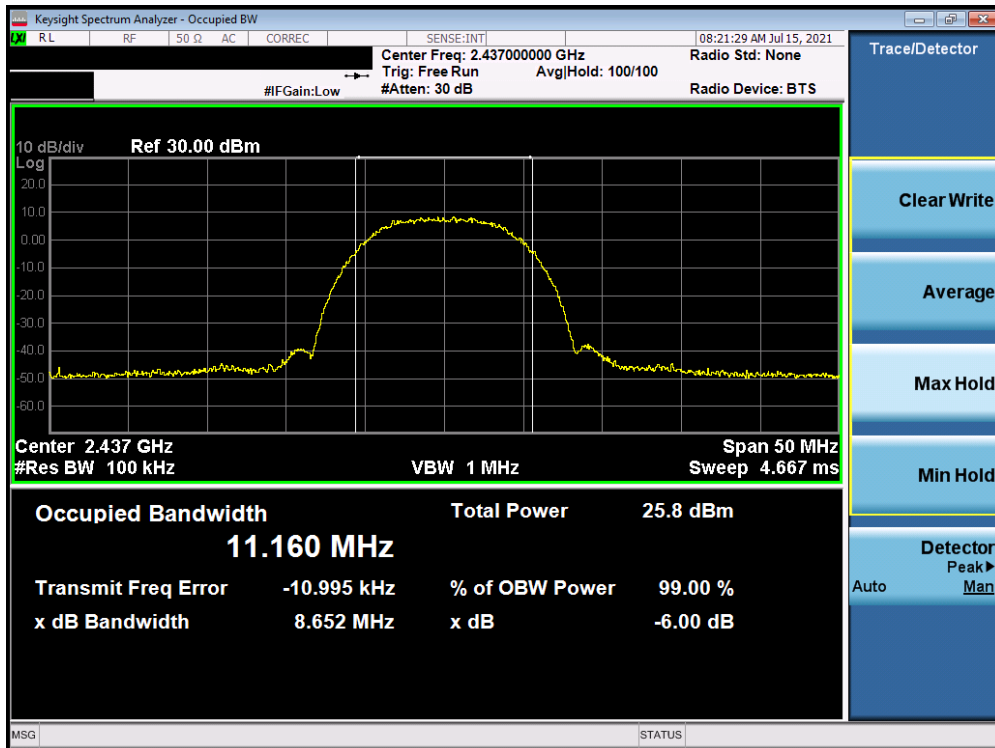 Keysight Spectrum Analyzer - Occupied BW
LXI RL RF 50 Ω AC CORREC SENSE:INT 08:21:29 AM Jul 15, 2021
Center Freq: 2.437000000 GHz Radio Std: None
Trig: Free Run Avg|Hold: 100/100
#IFGain:Low #Atten: 30 dB Radio Device: BTS
10 dB/div Ref 30.00 dBm
Log
20.0
10.0
0.00
-10.0
-20.0
-30.0
-40.0
-50.0
-60.0
Center 2.437 GHz Span 50 MHz
#Res BW 100 kHz VBW 1 MHz Sweep 4.667 ms
Occupied Bandwidth Total Power 25.8 dBm
11.160 MHz
Transmit Freq Error -10.995 kHz % of OBW Power 99.00 %
x dB Bandwidth 8.652 MHz x dB -6.00 dB
MSG STATUS
Trace/Detector
Clear Write
Average
Max Hold
Min Hold
Detector
Peak▶
Auto Man